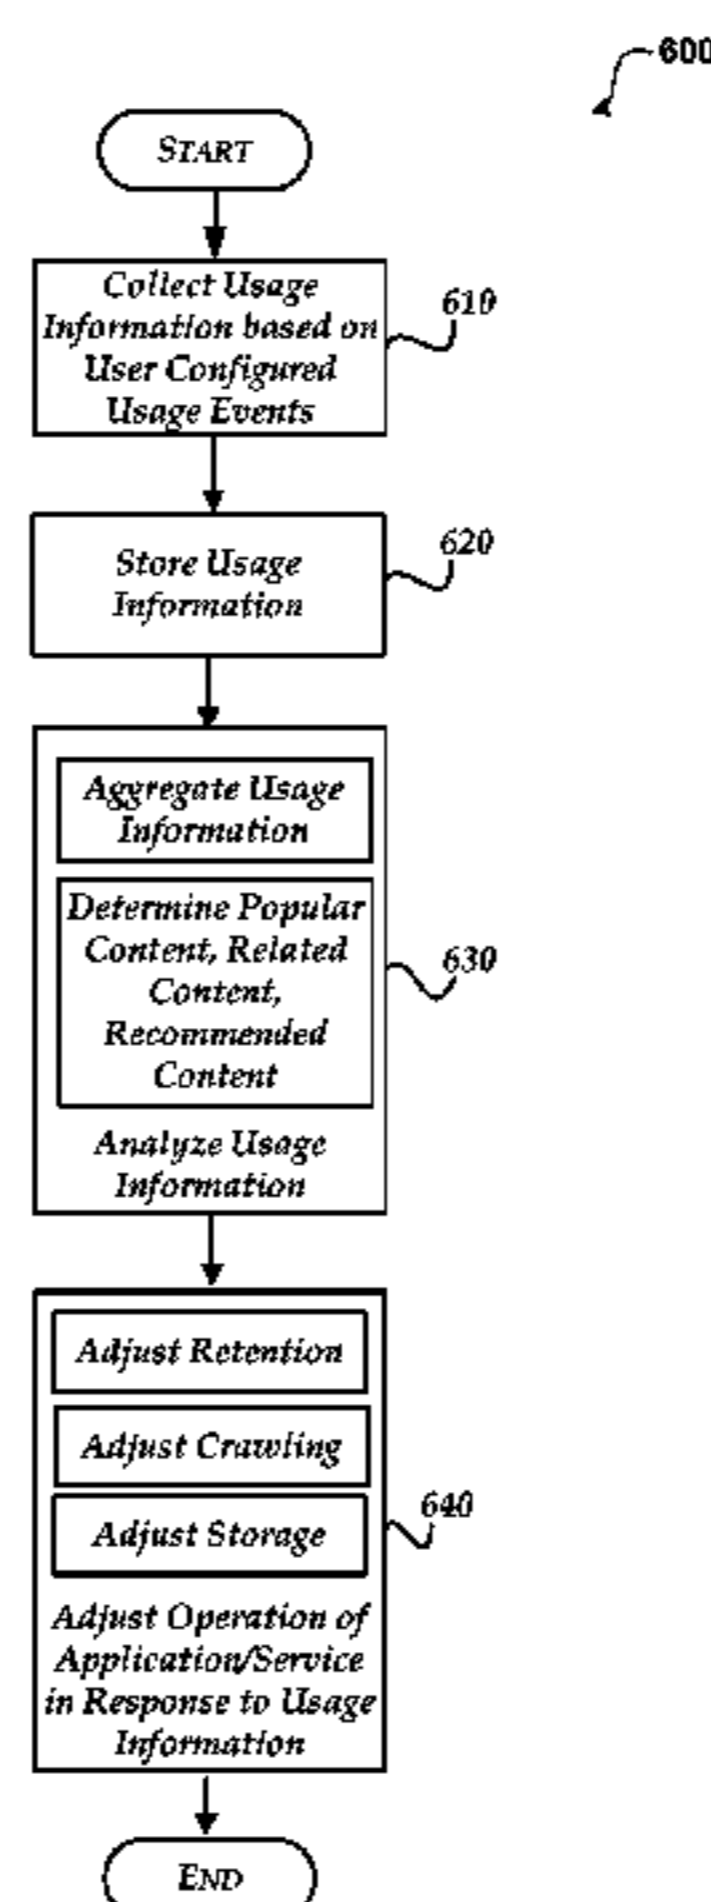 600
START
Collect Usage
Information based on
User Configured
Usage Events
610
Store Usage
Information
620
Aggregate Usage
Information
Determine Popular
Content, Related
Content,
Recommended
Content
630
Analyze Usage
Information
Adjust Retention
Adjust Crawling
Adjust Storage
640
Adjust Operation of
Application/Service
in Response to Usage
Information
END